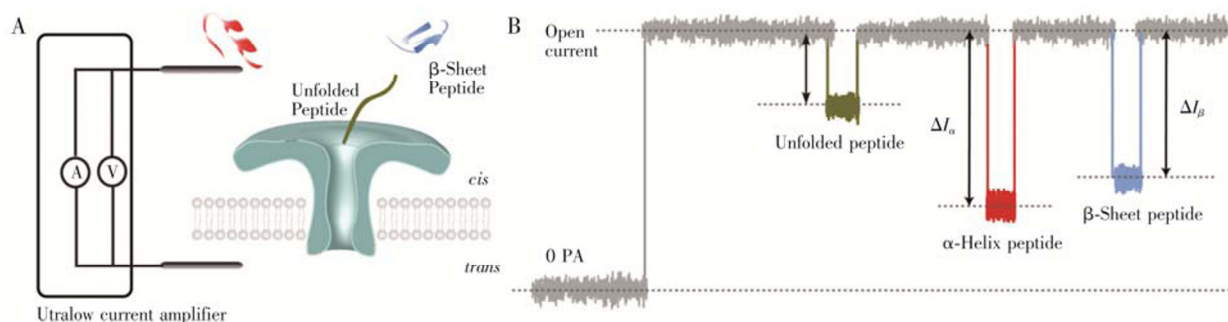 A
B
Open
current
Unfolded
Peptide
β-Sheet
Peptide
A
V
cis
trans
Utralow current amplifier
0 PA
Unfolded peptide
ΔIα
α-Helix peptide
ΔIβ
β-Sheet peptide